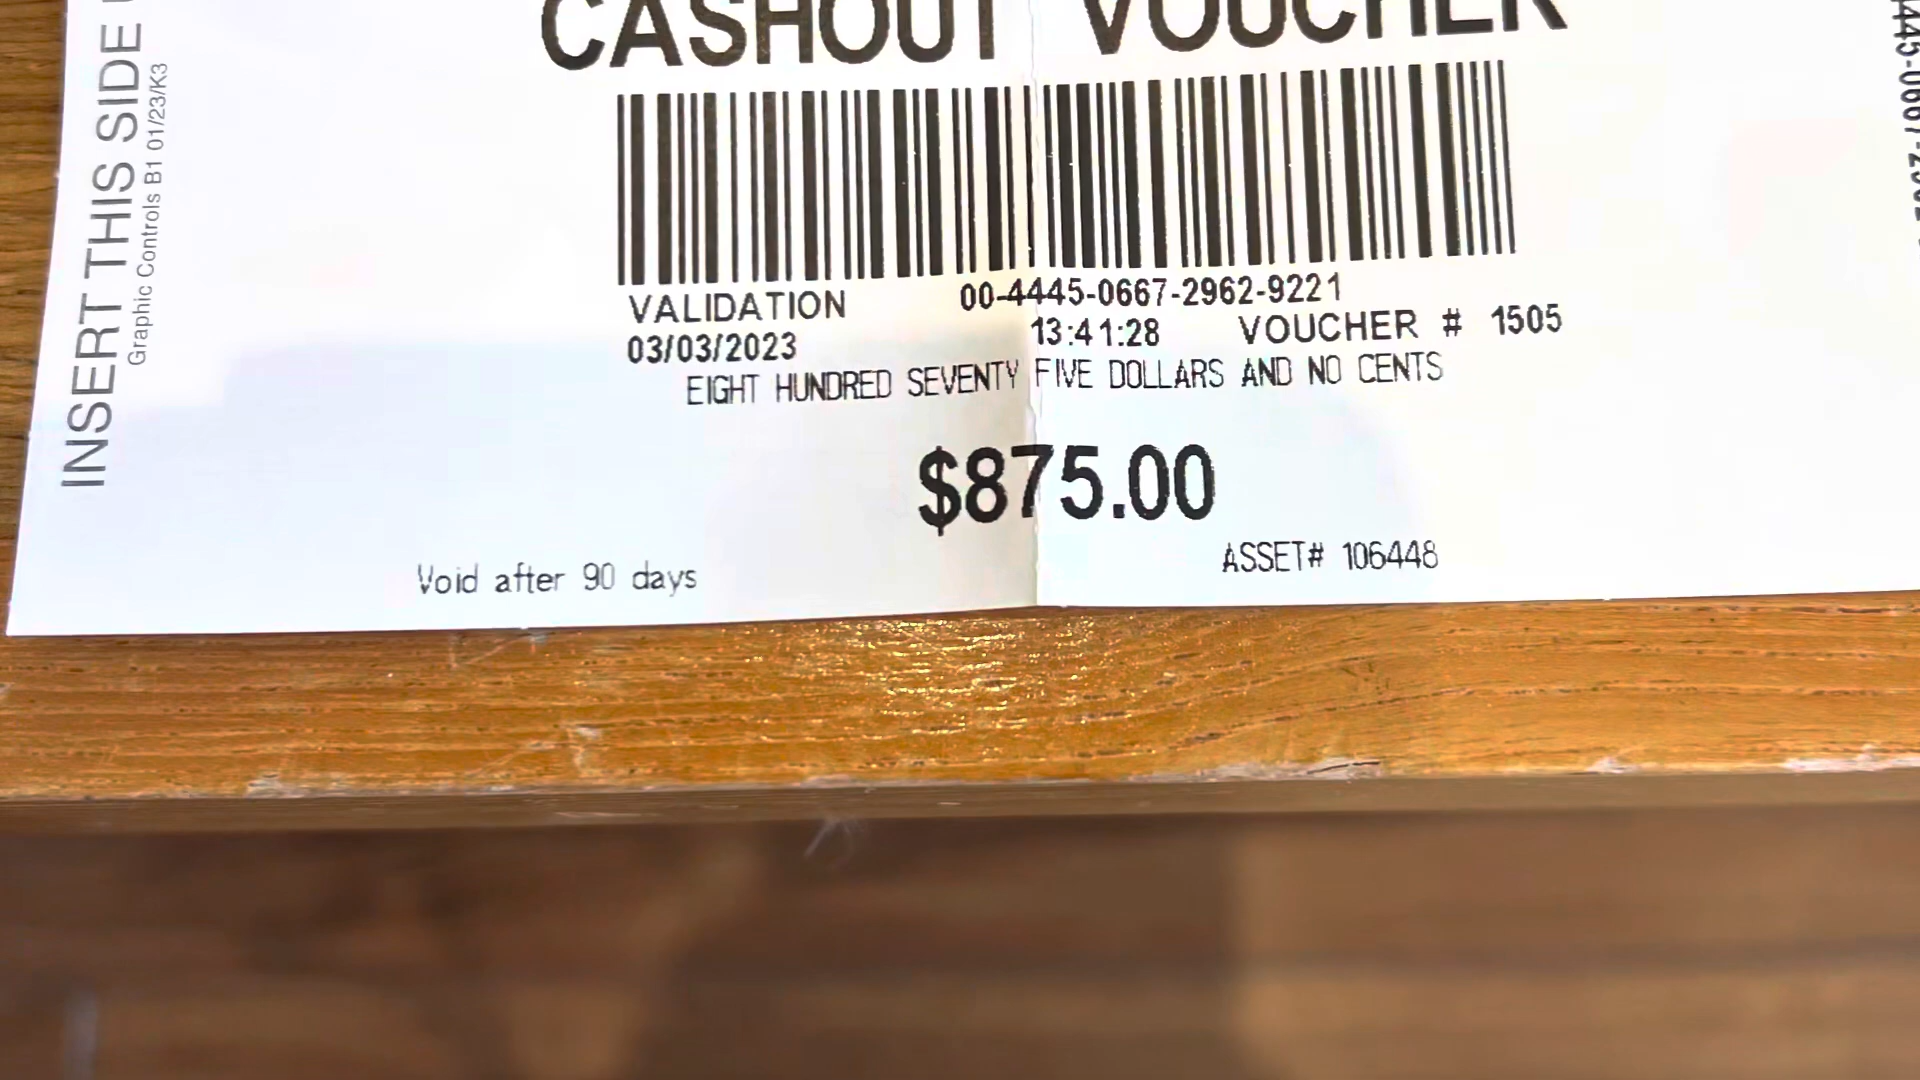 CASHOUT VOUCHER
INSERT THIS SIDE
Graphic Controls B1 01/23/K3
VALIDATION 00-4445-0667-2962-9221
03/03/2023 13:41:28 VOUCHER # 1505
EIGHT HUNDRED SEVENTY FIVE DOLLARS AND NO CENTS
$875.00
Void after 90 days
ASSET# 106448